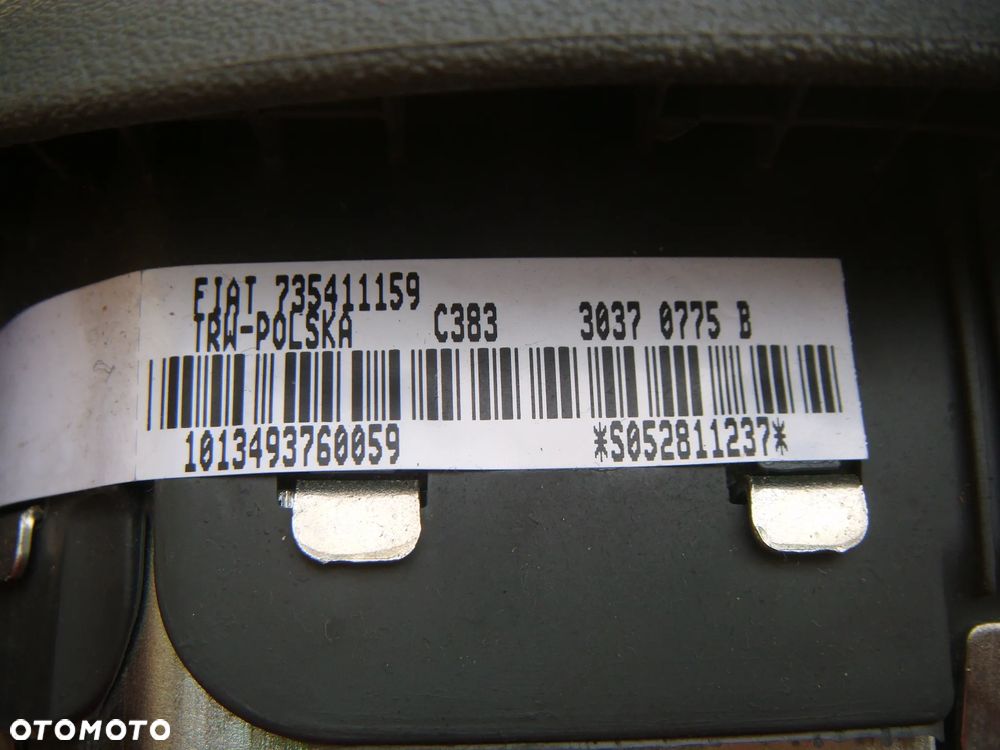 FIAT 735411159
TRW-POLSKA C383 3037 0775 B
1013493760059 *S052811237*
OTOMOTO